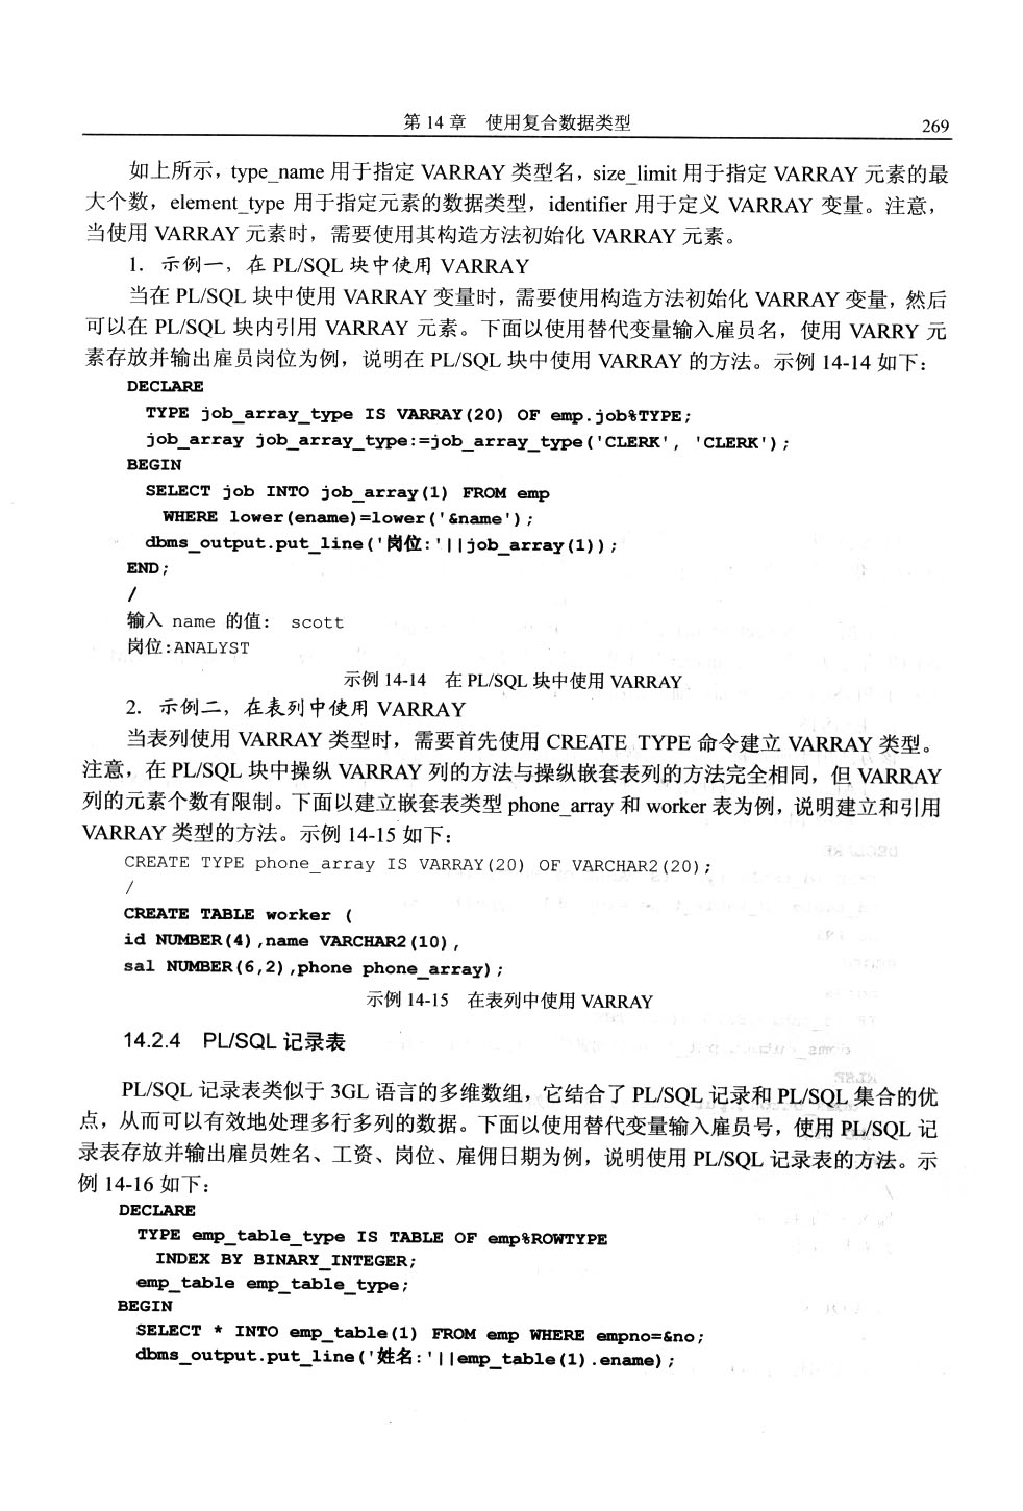 第 14 章 使用复合数据类型 269
如上所示，type_name 用于指定 VARRAY 类型名，size_limit 用于指定 VARRAY 元素的最
大个数，element_type 用于指定元素的数据类型，identifier 用于定义 VARRAY 变量。注意，
当使用 VARRAY 元素时，需要使用其构造方法初始化 VARRAY 元素。
1．示例一，在 PL/SQL 块中使用 VARRAY
当在 PL/SQL 块中使用 VARRAY 变量时，需要使用构造方法初始化 VARRAY 变量，然后
可以在 PL/SQL 块内引用 VARRAY 元素。下面以使用替代变量输入雇员名，使用 VARRY 元
素存放并输出雇员岗位为例，说明在 PL/SQL 块中使用 VARRAY 的方法。示例 14-14 如下：
DECLARE
TYPE job_array_type IS VARRAY(20) OF emp.job%TYPE;
job_array job_array_type:=job_array_type('CLERK', 'CLERK');
BEGIN
SELECT job INTO job_array(1) FROM emp
WHERE lower(ename)=lower('&name');
dbms_output.put_line('岗位:'||job_array(1));
END;
/
输入 name 的值： scott
岗位:ANALYST
示例 14-14 在 PL/SQL 块中使用 VARRAY
2．示例二，在表列中使用 VARRAY
当表列使用 VARRAY 类型时，需要首先使用 CREATE TYPE 命令建立 VARRAY 类型。
注意，在 PL/SQL 块中操纵 VARRAY 列的方法与操纵嵌套表列的方法完全相同，但 VARRAY
列的元素个数有限制。下面以建立嵌套表类型 phone_array 和 worker 表为例，说明建立和引用
VARRAY 类型的方法。示例 14-15 如下：
CREATE TYPE phone_array IS VARRAY(20) OF VARCHAR2(20);
/
CREATE TABLE worker (
id NUMBER(4),name VARCHAR2(10),
sal NUMBER(6,2),phone phone_array);
示例 14-15 在表列中使用 VARRAY
14.2.4 PL/SQL 记录表
PL/SQL 记录表类似于 3GL 语言的多维数组，它结合了 PL/SQL 记录和 PL/SQL 集合的优
点，从而可以有效地处理多行多列的数据。下面以使用替代变量输入雇员号，使用 PL/SQL 记
录表存放并输出雇员姓名、工资、岗位、雇佣日期为例，说明使用 PL/SQL 记录表的方法。示
例 14-16 如下：
DECLARE
TYPE emp_table_type IS TABLE OF emp%ROWTYPE
INDEX BY BINARY_INTEGER;
emp_table emp_table_type;
BEGIN
SELECT * INTO emp_table(1) FROM emp WHERE empno=&no;
dbms_output.put_line('姓名:'||emp_table(1).ename);